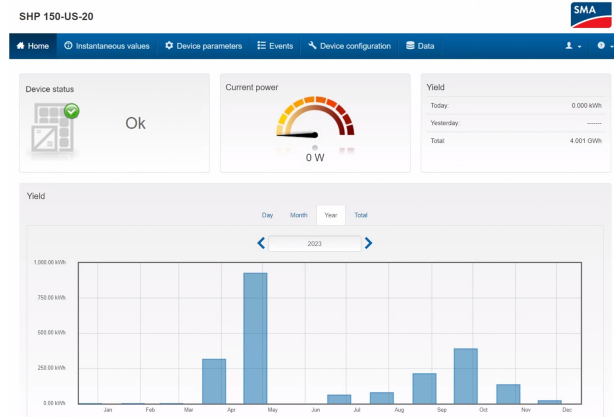 SHP 150-US-20
SMA
Home Instantaneous values Device parameters Events Device configuration Data
Device status
Ok
Current power
0 W
Yield
Today: 0.000 kWh
Yesterday: -------
Total: 4.001 GWh
Yield
Day Month Year Total
2023
1,000.00 kWh
750.00 kWh
500.00 kWh
250.00 kWh
0.00 kWh
Jan Feb Mar Apr May Jun Jul Aug Sep Oct Nov Dec